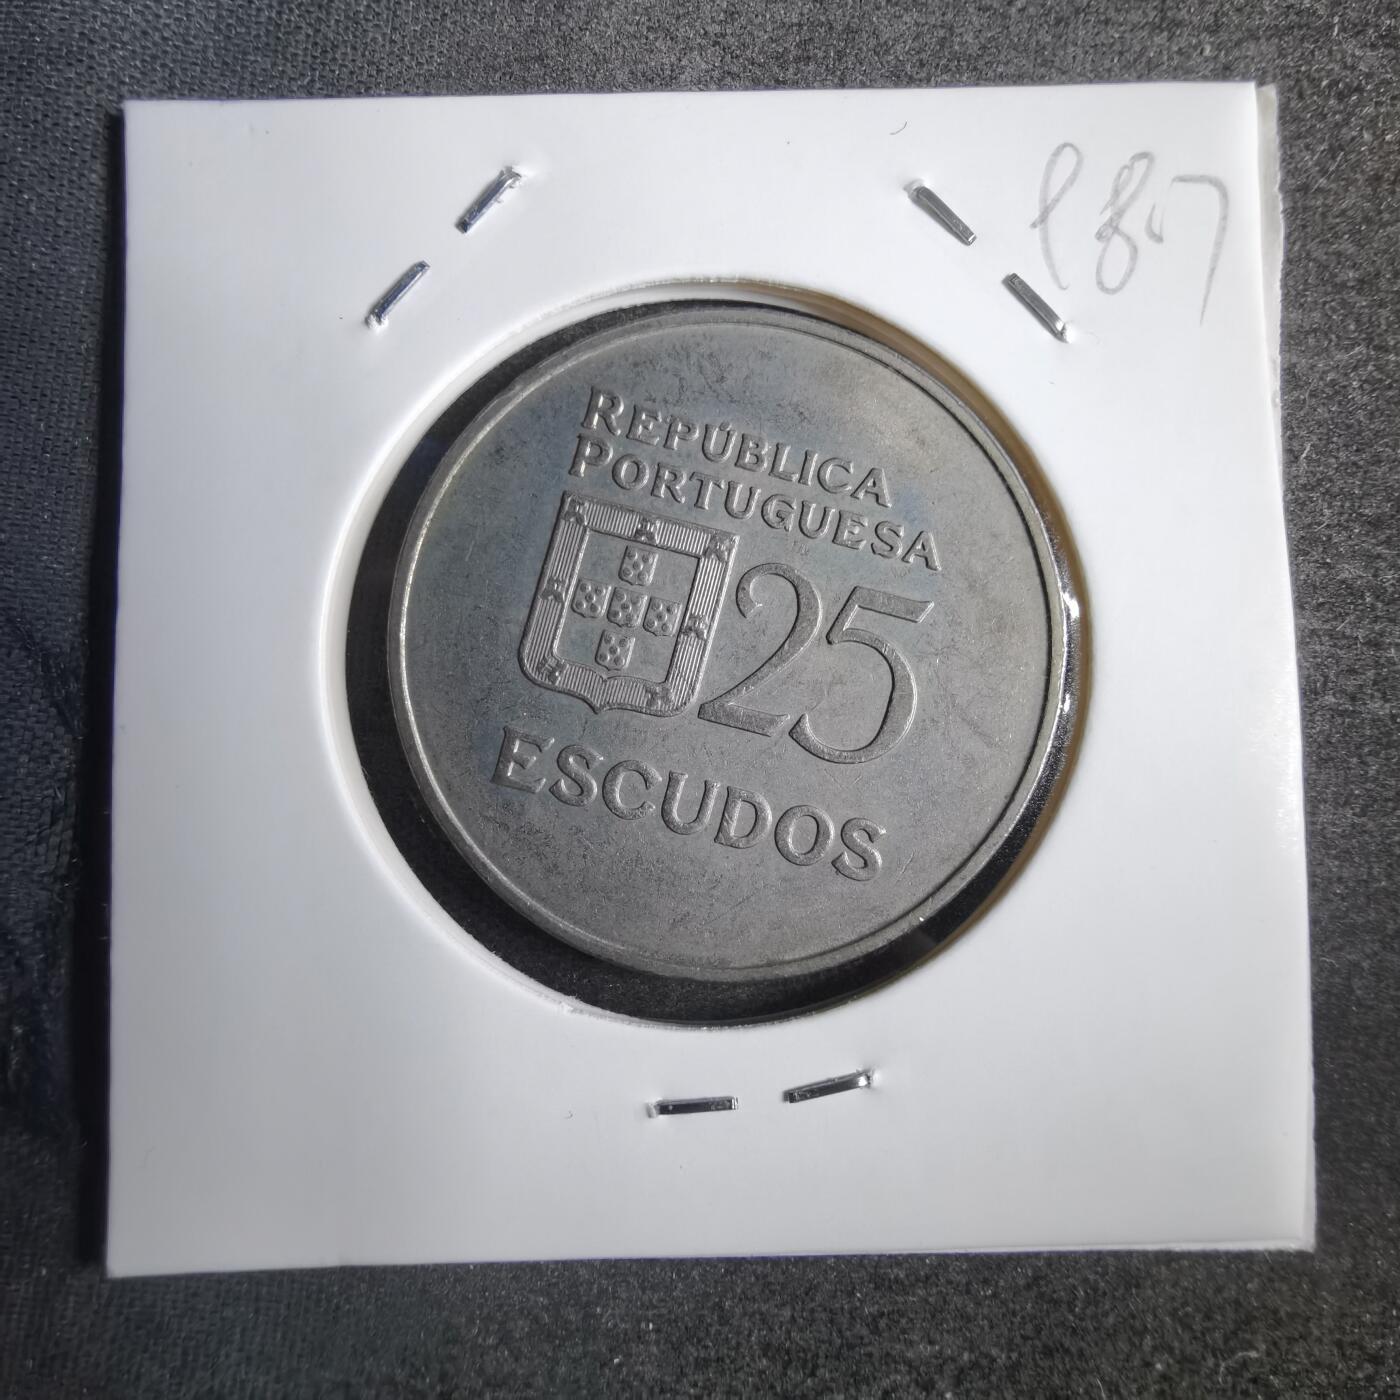 REPÚBLICA
PORTUGUESA
25
ESCUDOS